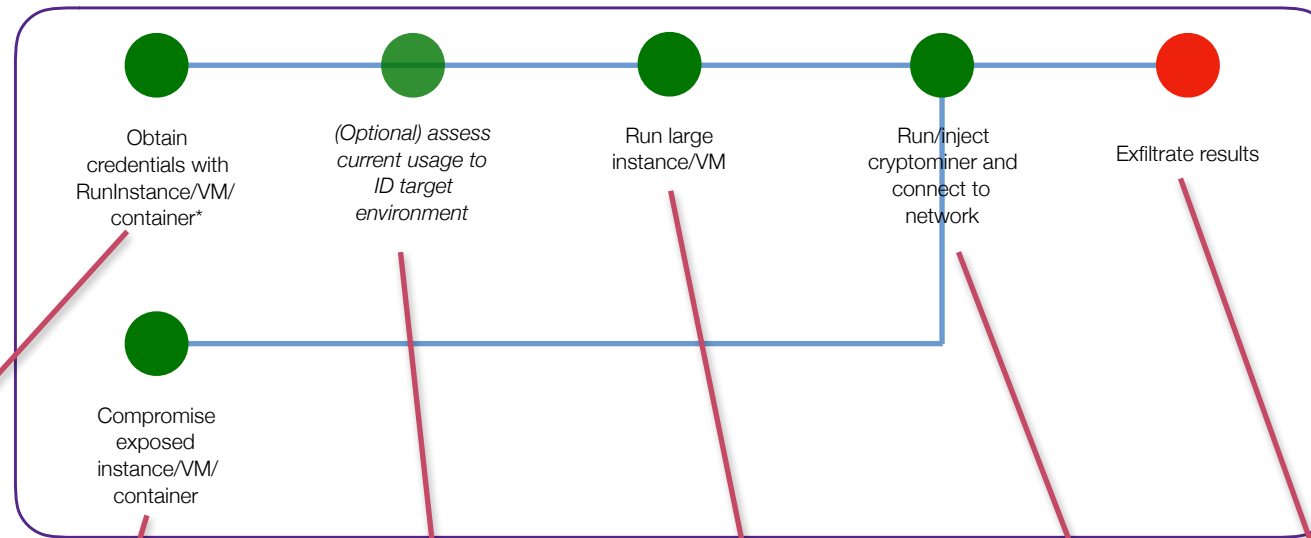 Obtain
credentials with
RunInstance/VM/
container*
(Optional) assess
current usage to
ID target
environment
Run large
instance/VM
Run/inject
cryptominer and
connect to
network
Exfiltrate results
Compromise
exposed
instance/VM/
container